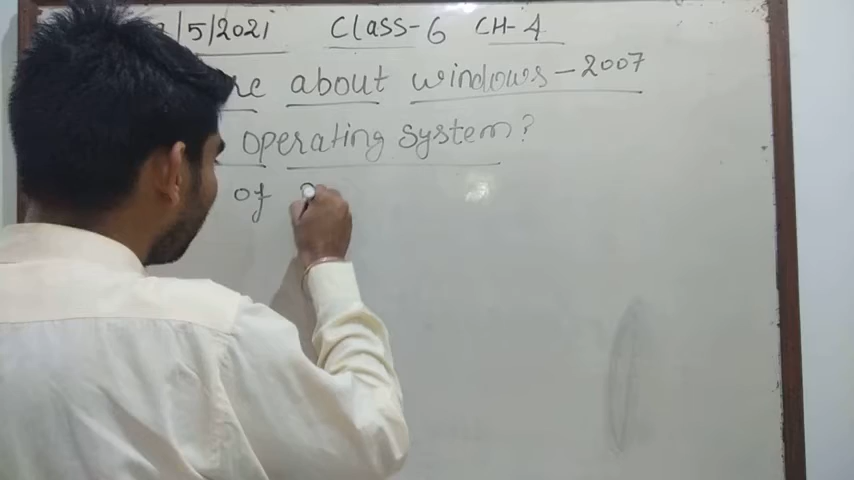 /5/2021 Class-6 CH-4
about windows-2007
operating system?
of